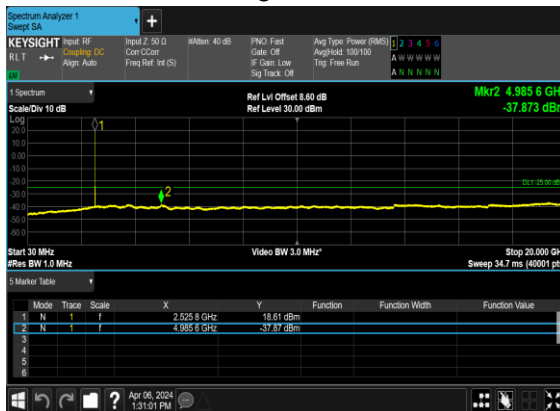 Spectrum Analyzer 1
Swept SA
KEYSIGHT Input: RF Input Z: 50 Ω #Atten: 40 dB PNO: Fast Avg Type: Power (RMS) 1 2 3 4 5 6
RLT Coupling: DC Corr CCorr Gate: Off Avg|Hold: 100/100 A W W W W W
Align: Auto Freq Ref: Int (S) IF Gain: Low Trig: Free Run
Sig Track: Off A N N N N N
1 Spectrum Ref Lvl Offset 8.60 dB Mkr2 4.985 6 GH
Scale/Div 10 dB Ref Level 30.00 dBm -37.873 dB
Log
20.0
10.0
0.00
-10.0
-20.0
-30.0
-40.0
-50.0
-60.0
1
2
DL1 -25.00 dB
Start 30 MHz Video BW 3.0 MHz* Stop 20.000 GH
#Res BW 1.0 MHz Sweep 34.7 ms (40001 pt
5 Marker Table
Mode Trace Scale X Y Function Function Width Function Value
1 N 1 f 2.525 8 GHz 18.61 dBm
2 N 1 f 4.985 6 GHz -37.87 dBm
3
4
5
6
? Apr 06, 2024
1:31:01 PM